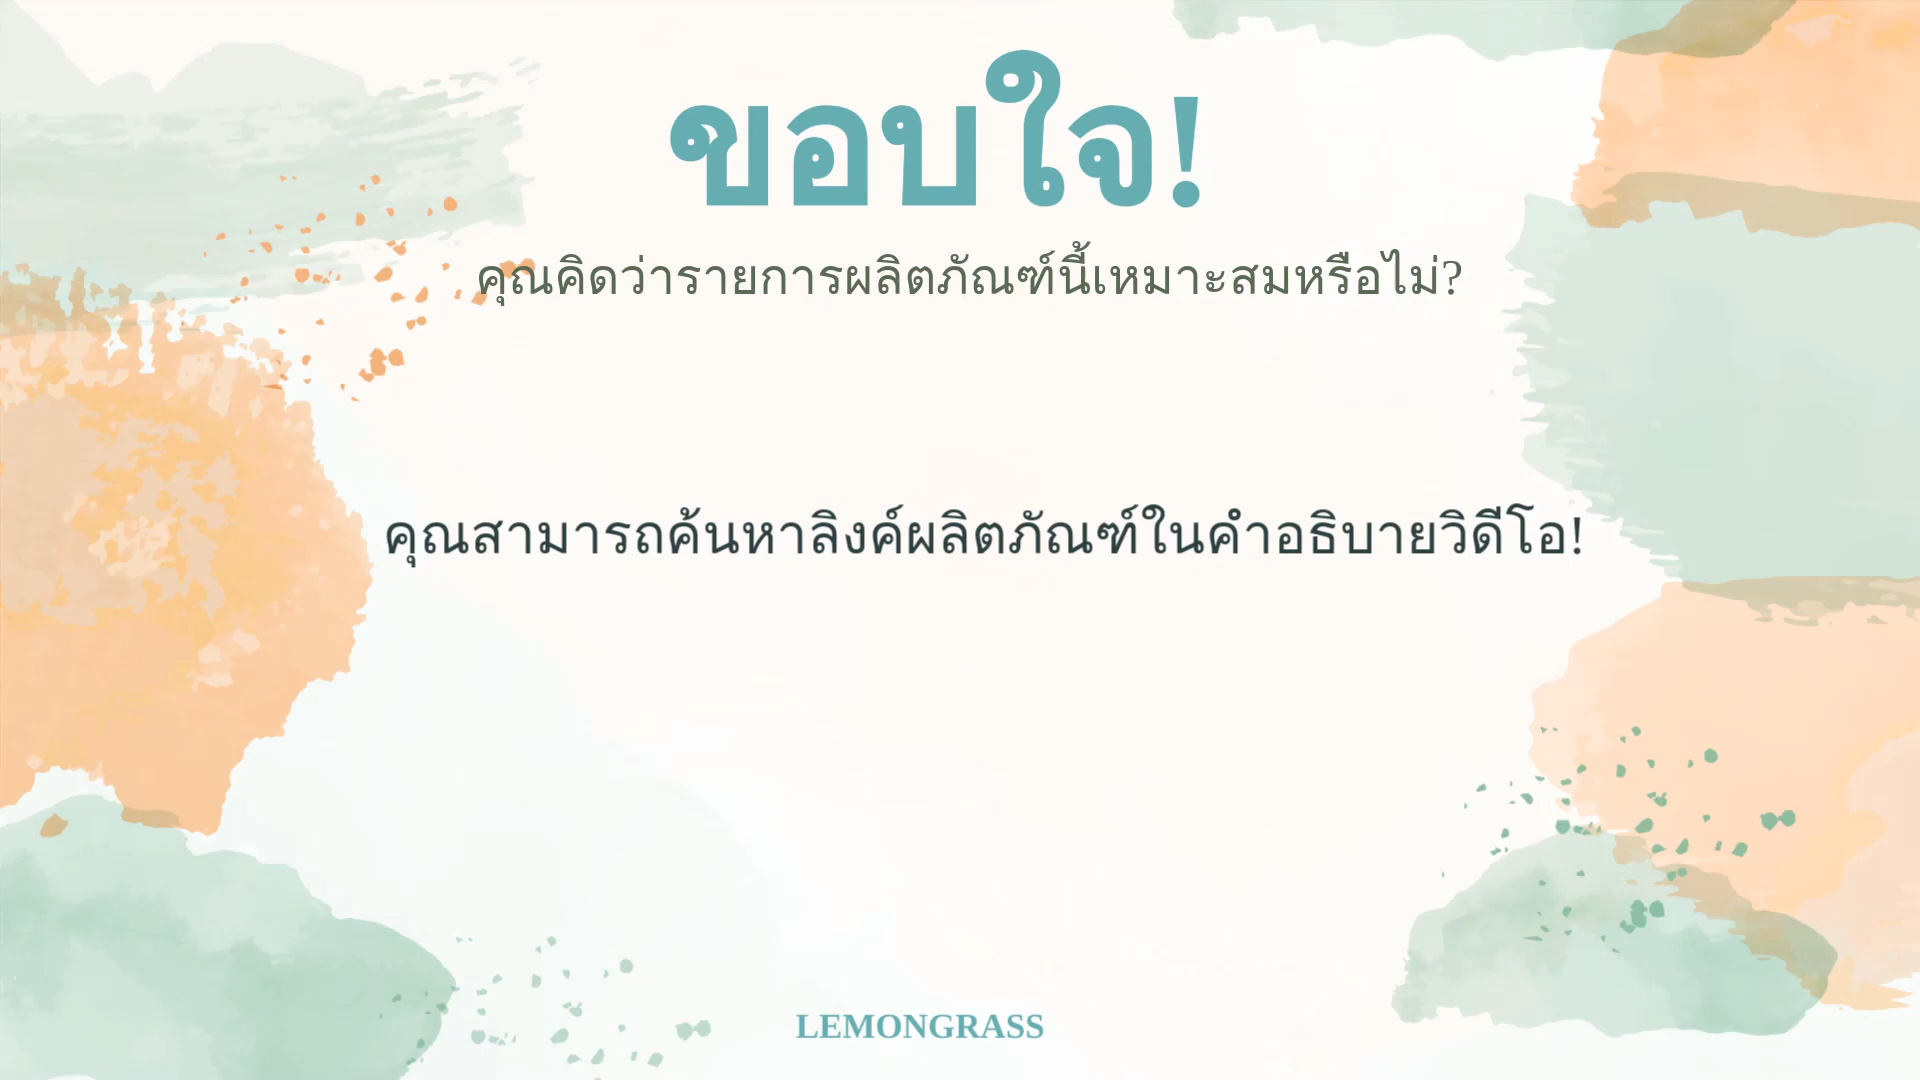 ขอบใจ!
คุณคิดว่ารายการผลิตภัณฑ์นี้เหมาะสมหรือไม่?
คุณสามารถค้นหาลิงค์ผลิตภัณฑ์ในคำอธิบายวิดีโอ!
LEMONGRASS